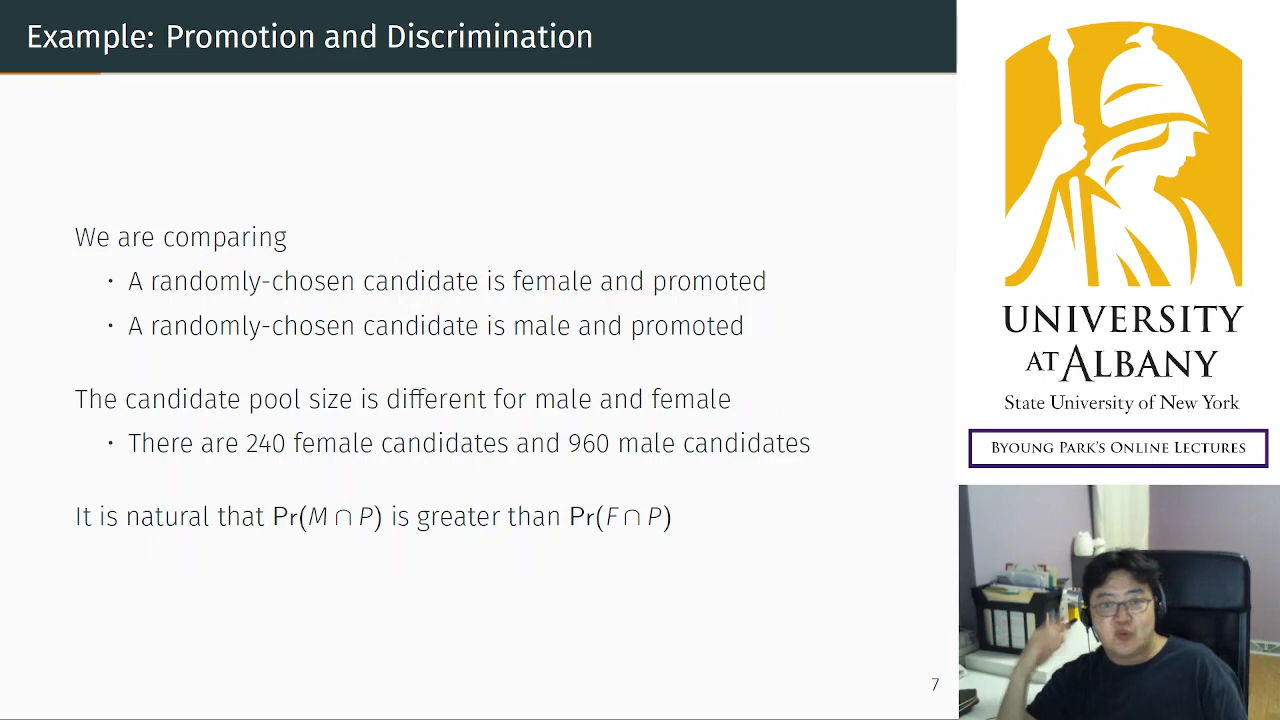 Example: Promotion and Discrimination
We are comparing
• A randomly-chosen candidate is female and promoted
• A randomly-chosen candidate is male and promoted
The candidate pool size is different for male and female
• There are 240 female candidates and 960 male candidates
It is natural that Pr(M ∩ P) is greater than Pr(F ∩ P)
7
UNIVERSITY
AT ALBANY
State University of New York
BYOUNG PARK'S ONLINE LECTURES